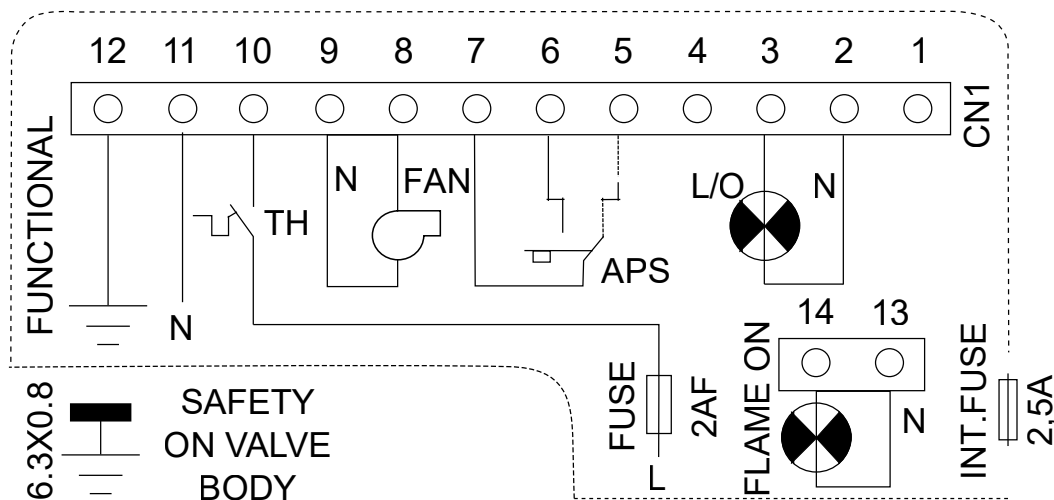 12 11 10 9 8 7 6 5 4 3 2 1
CN1
FUNCTIONAL
N
TH
N
FAN
APS
L/O
N
14 13
FLAME ON
N
FUSE
2AF
L
INT.FUSE
2,5A
6.3X0.8
SAFETY
ON VALVE
BODY